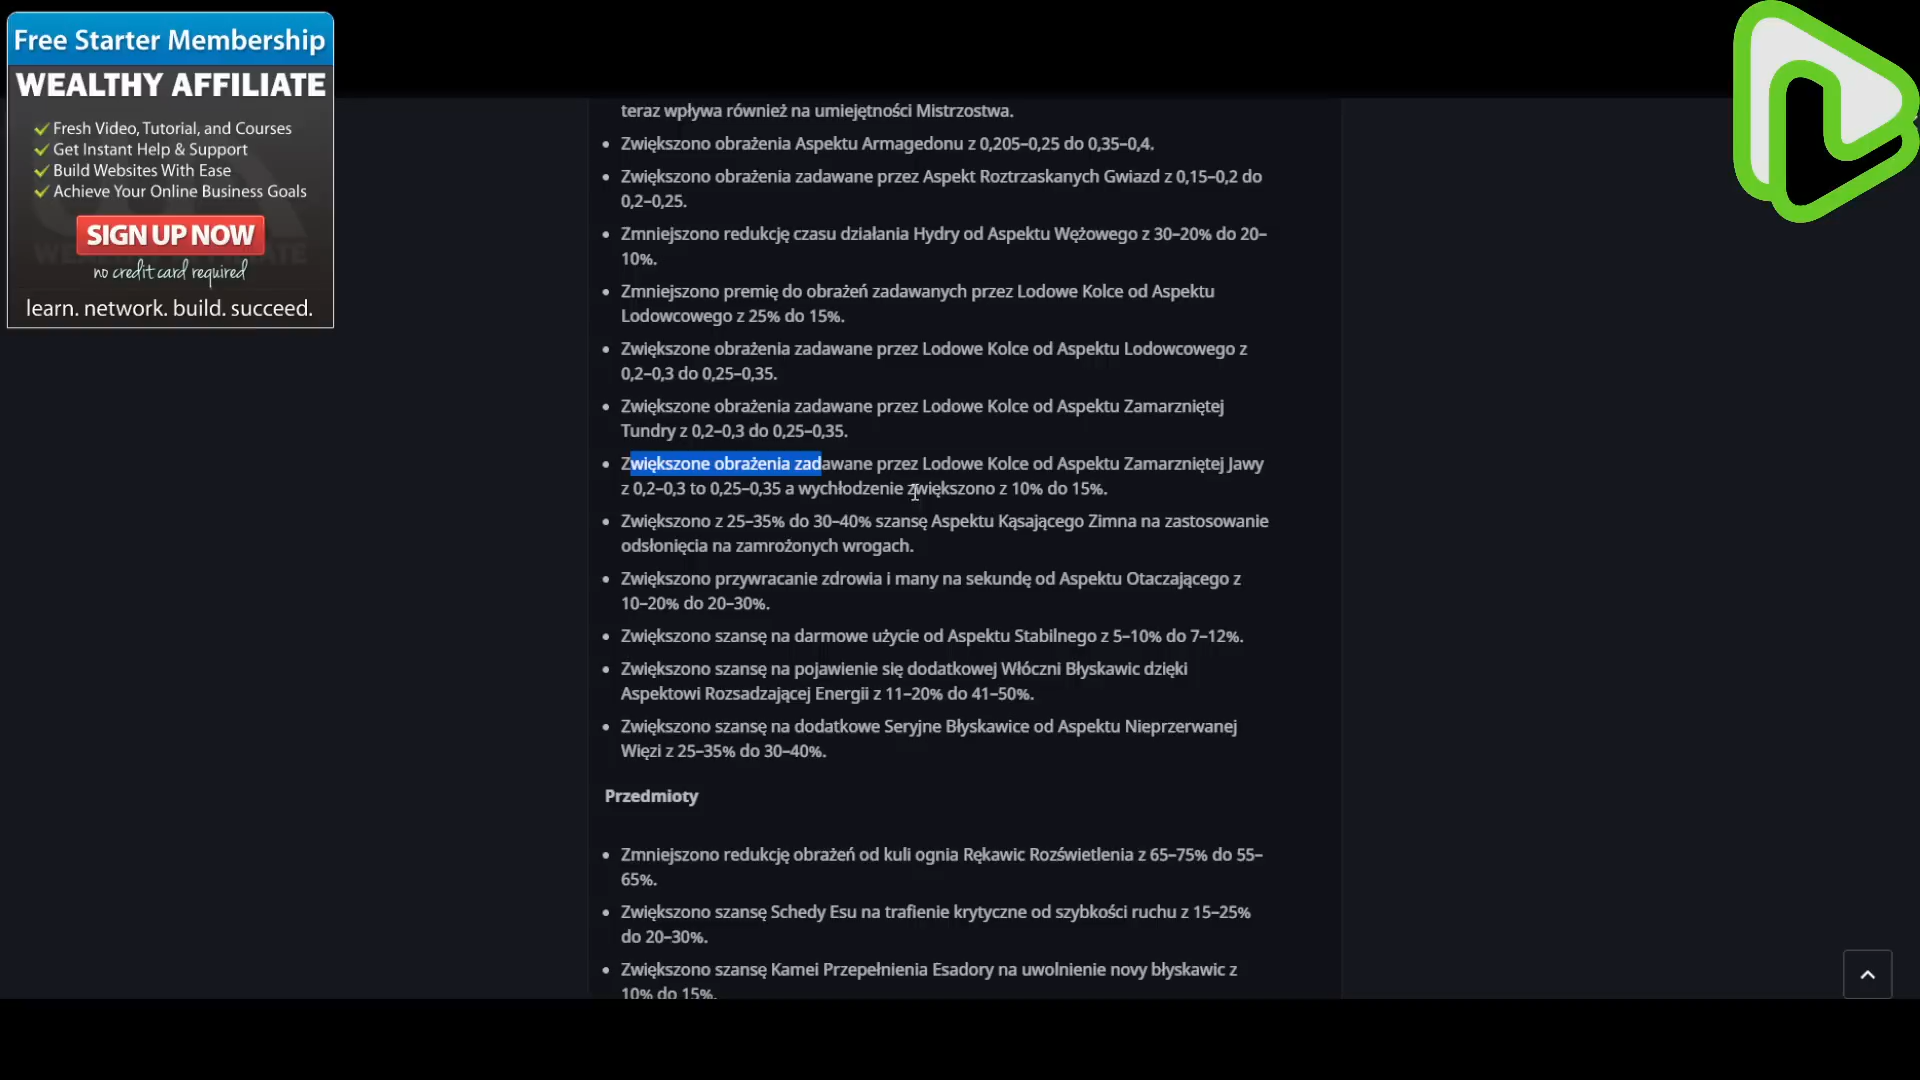 Free Starter Membership
WEALTHY AFFILIATE
Fresh Video, Tutorial, and Courses
Get Instant Help & Support
Build Websites With Ease
Achieve Your Online Business Goals
SIGN UP NOW
no credit card required
learn. network. build. succeed.
teraz wpływa również na umiejętności Mistrzostwa.
Zwiększono obrażenia Aspektu Armagedonu z 0,205–0,25 do 0,35–0,4.
Zwiększono obrażenia zadawane przez Aspekt Roztrzaskanych Gwiazd z 0,15–0,2 do
0,2–0,25.
Zmniejszono redukcję czasu działania Hydry od Aspektu Wężowego z 30–20% do 20–
10%.
Zmniejszono premię do obrażeń zadawanych przez Lodowe Kolce od Aspektu
Lodowcowego z 25% do 15%.
Zwiększone obrażenia zadawane przez Lodowe Kolce od Aspektu Lodowcowego z
0,2–0,3 do 0,25–0,35.
Zwiększone obrażenia zadawane przez Lodowe Kolce od Aspektu Zamarzniętej
Tundry z 0,2–0,3 do 0,25–0,35.
Zwiększone obrażenia zadawane przez Lodowe Kolce od Aspektu Zamarzniętej Jawy
z 0,2–0,3 to 0,25–0,35 a wychłodzenie zwiększono z 10% do 15%.
Zwiększono z 25–35% do 30–40% szansę Aspektu Kąsającego Zimna na zastosowanie
odsłonięcia na zamrożonych wrogach.
Zwiększono przywracanie zdrowia i many na sekundę od Aspektu Otaczającego z
10–20% do 20–30%.
Zwiększono szansę na darmowe użycie od Aspektu Stabilnego z 5–10% do 7–12%.
Zwiększono szansę na pojawienie się dodatkowej Włóczni Błyskawic dzięki
Aspektowi Rozsadzającej Energii z 11–20% do 41–50%.
Zwiększono szansę na dodatkowe Seryjne Błyskawice od Aspektu Nieprzerwanej
Więzi z 25–35% do 30–40%.
Przedmioty
Zmniejszono redukcję obrażeń od kuli ognia Rękawic Rozświetlenia z 65–75% do 55–
65%.
Zwiększono szansę Schedy Esu na trafienie krytyczne od szybkości ruchu z 15–25%
do 20–30%.
Zwiększono szansę Kamei Przepełnienia Esadory na uwolnienie novy błyskawic z
10% do 15%.